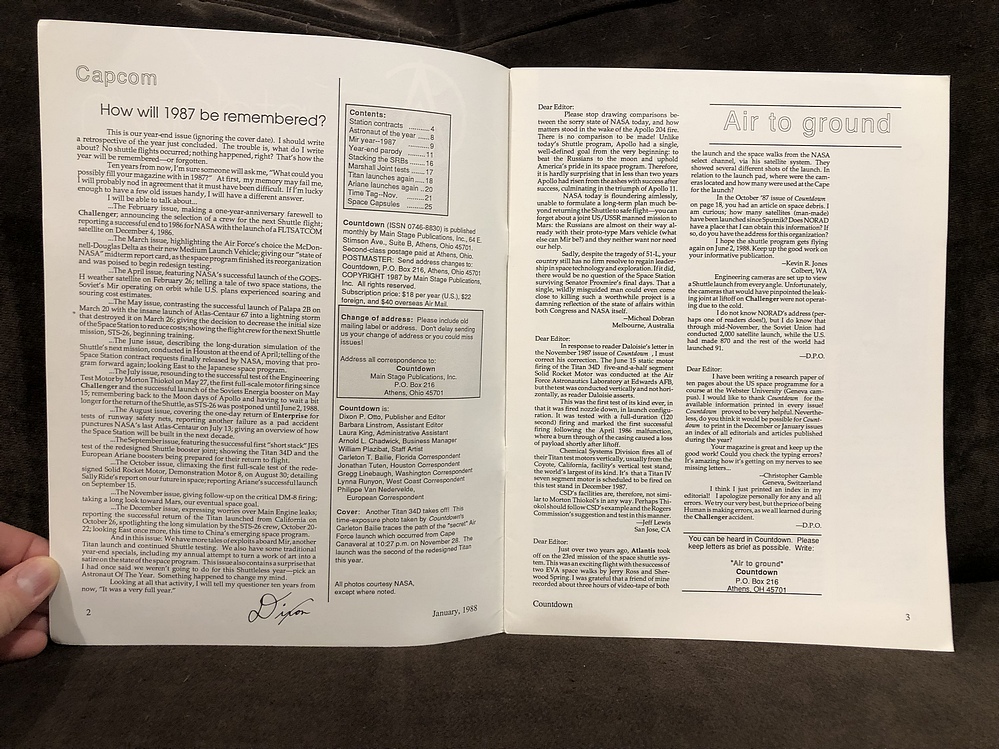 Capcom
How will 1987 be remembered?
This is our year-end issue (ignoring the cover date). I should write
a retrospective of the year just concluded. The trouble is, what do I write
about? No shuttle flights occurred; nothing happened, right? That's how the
year will be remembered—or forgotten.
Ten years from now, I'm sure someone will ask me, "What could you
possibly fill your magazine with in 1987?" At first, my memory may fail me,
I will probably nod in agreement that it must have been difficult. If I'm lucky
enough to have a few old issues handy, I will have a different answer.
I will be able to talk about...
...The February issue, making a one-year-anniversary farewell to
Challenger; announcing the selection of a crew for the next Shuttle flight;
reporting a successful end to 1986 for NASA with the launch of a FLTSATCOM
satellite on December 4, 1986.
...The March issue, highlighting the Air Force's choice the McDon-
nell-Douglas Delta as their new Medium Launch Vehicle; giving our "state of
NASA" midterm report card, as the space program finished its reorganization
and was poised to begin redesign testing.
...The April issue, featuring NASA's successful launch of the GOES-
H weather satellite on February 26; telling a tale of two space stations, the
Soviet's Mir operating on orbit while U.S. plans experienced soaring and
souring cost estimates.
...The May issue, contrasting the successful launch of Palapa 2B on
March 20 with the insane launch of Atlas-Centaur 67 into a lightning storm
that destroyed it on March 26; giving the decision to decrease the initial size
of the Space Station to reduce costs; showing the flight crew for the next Shuttle
mission, STS-26, beginning training.
...The June issue, describing the long-duration simulation of the
Shuttle's next mission, conducted in Houston at the end of April; telling of the
Space Station contract requests finally released by NASA, moving that pro-
gram forward again; looking East to the Japanese space program.
...The July issue, resounding to the successful test of the Engineering
Test Motor by Morton Thiokol on May 27, the first full-scale motor firing since
Challenger and the successful launch of the Soviets Energia booster on May
15; remembering back to the Moon days of Apollo and having to wait a bit
longer for the return of the Shuttle, as STS-26 was postponed until June 2, 1988.
...The August issue, covering the one-day return of Enterprise for
tests of runway safety nets, reporting another failure as a pad accident
punctures NASA's last Atlas-Centaur on July 13; giving an overview of how
the Space Station will be built in the next decade.
...The September issue, featuring the successful first "short stack" JES
test of the redesigned Shuttle booster joint; showing the Titan 34D and the
European Ariane boosters being prepared for their return to flight.
...The October issue, climaxing the first full-scale test of the rede-
signed Solid Rocket Motor, Demonstration Motor 8, on August 30; detailing
Sally Ride's report on our future in space; reporting Ariane's successful launch
on September 15.
...The November issue, giving follow-up on the critical DM-8 firing;
taking a long look toward Mars, our eventual space goal.
...The December issue, expressing worries over Main Engine leaks;
reporting the successful return of the Titan launched from California on
October 26, spotlighting the long simulation by the STS-26 crew, October 20-
22; looking East once more, this time to China's emerging space program.
And in this issue: We have more tales of exploits aboard Mir, another
Titan launch and continued Shuttle testing. We also have some traditional
year-end specials, including my annual attempt to turn a work of art into a
satire on the state of the space program. This issue also contains a surprise that
I had once said we weren't going to do for this Shuttleless year—pick an
Astronaut Of The Year. Something happened to change my mind.
Looking at all that activity, I will tell my questioner ten years from
now, "It was a very full year."
Dixon
2
Contents:
Station contracts .......... 4
Astronaut of the year ...... 8
Mir year–1987 .......... 9
Year-end parody .......... 11
Stacking the SRBs .......... 16
Marshall Joint tests .......... 17
Titan launches again ...... 18
Ariane launches again .. 20
Time Tag–Nov. .......... 21
Space Capsules .......... 25
Countdown (ISSN 0746-8830) is published
monthly by Main Stage Publications, Inc., 64 E.
Stimson Ave., Suite B, Athens, Ohio 45701.
Second-class postage paid at Athens, Ohio.
POSTMASTER: Send address changes to:
Countdown, P.O. Box 216, Athens, Ohio 45701
COPYRIGHT 1987 by Main Stage Publications,
Inc. All rights reserved.
Subscription price: $18 per year (U.S.), $22
foreign, and $40 overseas Air Mail.
Change of address: Please include old
mailing label or address. Don't delay sending
us your change of address or you could miss
issues!
Address all correspondence to:
Countdown
Main Stage Publications, Inc.
P.O. Box 216
Athens, Ohio 45701
Countdown is:
Dixon P. Otto, Publisher and Editor
Barbara Linstrom, Assistant Editor
Laura King, Administrative Assistant
Arnold L. Chadwick, Business Manager
William Plazibat, Staff Artist
Carleton T. Bailie, Florida Correspondent
Jonathan Tuten, Houston Correspondent
Gregg Linebaugh, Washington Correspondent
Lynna Runyon, West Coast Correspondent
Philippe Van Nedervelde,
European Correspondent
Cover: Another Titan 34D takes off! This
time-exposure photo taken by Countdown's
Carleton Bailie traces the path of the "secret" Air
Force launch which occurred from Cape
Canaveral at 10:27 p.m. on November 28. The
launch was the second of the redesigned Titan
this year.
All photos courtesy NASA,
except where noted.
January, 1988
Dear Editor:
Please stop drawing comparisons be-
tween the sorry state of NASA today, and how
matters stood in the wake of the Apollo 204 fire.
There is no comparison to be made! Unlike
today's Shuttle Program, Apollo had a single,
well-defined goal from the very beginning: to
beat the Russians to the moon and uphold
America's pride in its space program. Therefore,
it is hardly surprising that in less than two years
Apollo had risen from the ashes with success after
success, culminating in the triumph of Apollo 11.
NASA today is floundering aimlessly,
unable to formulate a long-term plan much be-
yond returning the Shuttle to safe flight—you can
forget about a joint US/USSR manned mission to
Mars: the Russians are almost on their way al-
ready with their proto-type Mars vehicle (what
else can Mir be?) and they neither want nor need
our help.
Sadly, despite the tragedy of 51-L, your
country still has no firm resolve to regain leader-
ship in space technology and exploration. If it did,
there would be no question of the Space Station
surviving Senator Proxmire's final days. That a
single, wildly misguided man could even come
close to killing such a worthwhile project is a
damning reflection of the state of affairs within
both Congress and NASA itself.
—Micheal Dobran
Melbourne, Australia
Dear Editor:
In response to reader Daloisie's letter in
the November 1987 issue of Countdown, I must
correct his correction. The June 15 static motor
firing of the Titan 34D five-and-a-half segment
Solid Rocket Motor was conducted at the Air
Force Astronautics Laboratory at Edwards AFB,
but the test was conducted vertically and not hori-
zontally, as reader Daloisie asserts.
This was the first test of its kind ever, in
that it was fired nozzle down, in launch configu-
ration. It was tested with a full-duration (120
second) firing and marked the first successful
firing following the April 1986 malfunction,
where a burn through of the casing caused a loss
of payload shortly after liftoff.
Chemical Systems Division fires all of
their Titan test motors vertically, usually from the
Coyote, California, facility's vertical test stand,
the world's largest of its kind. It's that a Titan IV
seven segment motor is scheduled to be fired on
this test stand in December 1987.
CSD's facilities are, therefore, not simi-
lar to Morton Thiokol's in any way. Perhaps Thi-
okol should follow CSD's example and the Rogers
Commission's suggestion and test in this manner.
—Jeff Lewis
San Jose, CA
Dear Editor:
Just over two years ago, Atlantis took
off on the 23rd mission of the space shuttle sys-
tem. This was an exciting flight with the success of
two EVA space walks by Jerry Ross and Sher-
wood Spring. I was grateful that a friend of mine
recorded about three hours of video-tape of both
Countdown
Air to ground
the launch and the space walks from the NASA
select channel, via his satellite system. They
showed several different shots of the launch. In
relation to the launch pad, where were the cam-
eras located and how many were used at the Cape
for the launch?
In the October '87 issue of Countdown
on page 18, you had an article on space debris. I
am curious; how many satellites (man-made)
have been launched since Sputnik? Does NORAD
have a place that I can obtain this information? If
so, do you have the address for this organization?
I hope the shuttle program gets flying
again on June 2, 1988. Keep up the good work on
your informative publication.
—Kevin R. Jones
Colbert, WA
Engineering cameras are set up to view
a Shuttle launch from every angle. Unfortunately,
the cameras that would have pinpointed the leak-
ing joint at liftoff on Challenger were not operat-
ing due to the cold.
I do not know NORAD's address (per-
haps one of readers does!), but I do know that
through mid-November, the Soviet Union had
conducted 2,000 satellite launch, while the U.S.
had made 870 and the rest of the world had
launched 91.
—D.P.O.
Dear Editor:
I have been writing a research paper of
ten pages about the US space programme for a
course at the Webster University (Geneva cam-
pus). I would like to thank Countdown for the
available information printed in every issue!
Countdown proved to be very helpful. Neverthe-
less, do you think it would be possible for Count-
down to print in the December or January issues
an index of all editorials and articles published
during the year?
Your magazine is great and keep up the
good work! Could you check the typing errors?
It's amazing how it's getting on my nerves to see
missing letters...
—Christopher Gamble
Geneva, Switzerland
I think I just printed an index in my
editorial! I apologize personally for any and all
errors. We try our very best, but the price of being
Human is making errors, as we all learned during
the Challenger accident.
—D.P.O.
You can be heard in Countdown. Please
keep letters as brief as possible. Write:
"Air to ground"
Countdown
P.O. Box 216
Athens, OH 45701
3